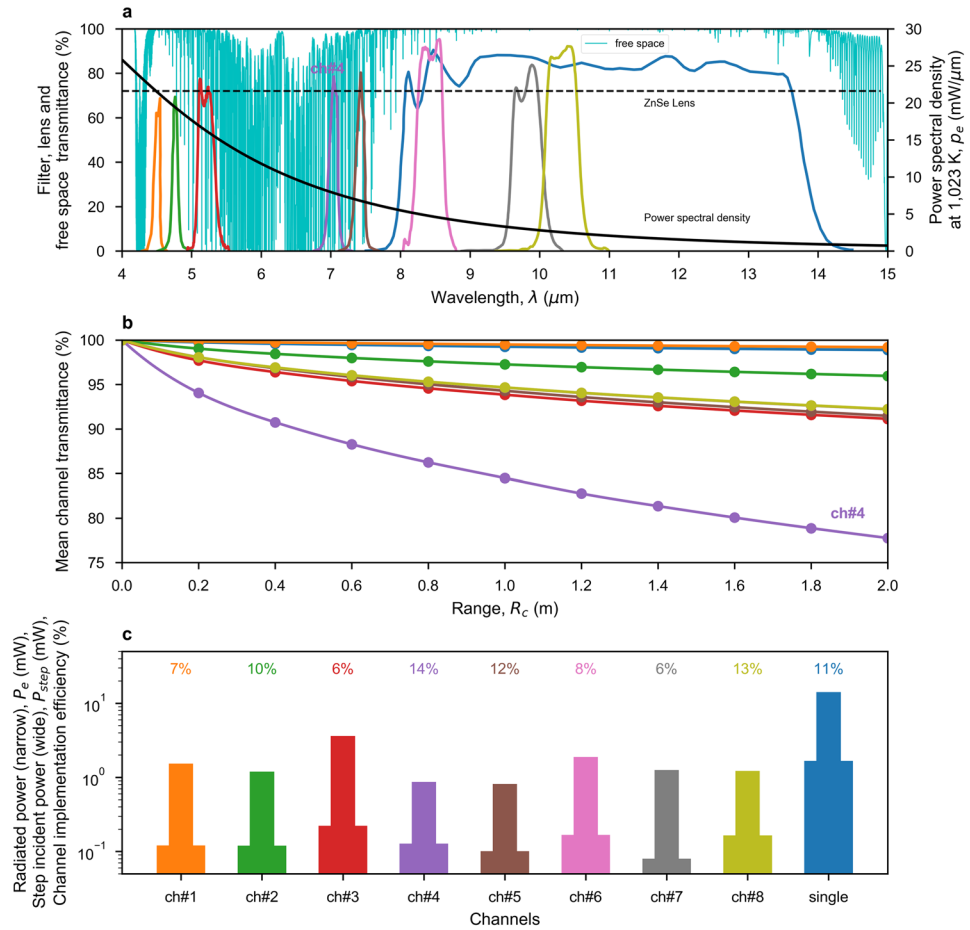 a
Filter, lens and
free space  transmittance (%)
100
80
60
40
20
0
ch#4
free space
ZnSe Lens
Power spectral density
30
25
20
15
10
5
0
Power spectral density
at 1,023 K, pe (mW/μm)
4 5 6 7 8 9 10 11 12 13 14 15
Wavelength, λ (μm)
b
Mean channel transmittance (%)
100
95
90
85
80
75
ch#4
0.0 0.2 0.4 0.6 0.8 1.0 1.2 1.4 1.6 1.8 2.0
Range, Rc (m)
c
Radiated power (narrow), Pe (mW),
Step incident power (wide), Pstep (mW),
Channel implementation efficiency (%)
10^1
10^0
10^−1
7% 10% 6% 14% 12% 8% 6% 13% 11%
ch#1 ch#2 ch#3 ch#4 ch#5 ch#6 ch#7 ch#8 single
Channels